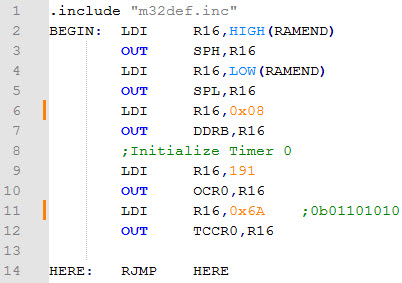 1 .include "m32def.inc"
2 BEGIN: LDI R16,HIGH(RAMEND)
3 OUT SPH,R16
4 LDI R16,LOW(RAMEND)
5 OUT SPL,R16
6 LDI R16,0x08
7 OUT DDRB,R16
8 ;Initialize Timer 0
9 LDI R16,191
10 OUT OCR0,R16
11 LDI R16,0x6A ;0b01101010
12 OUT TCCR0,R16
13
14 HERE: RJMP HERE